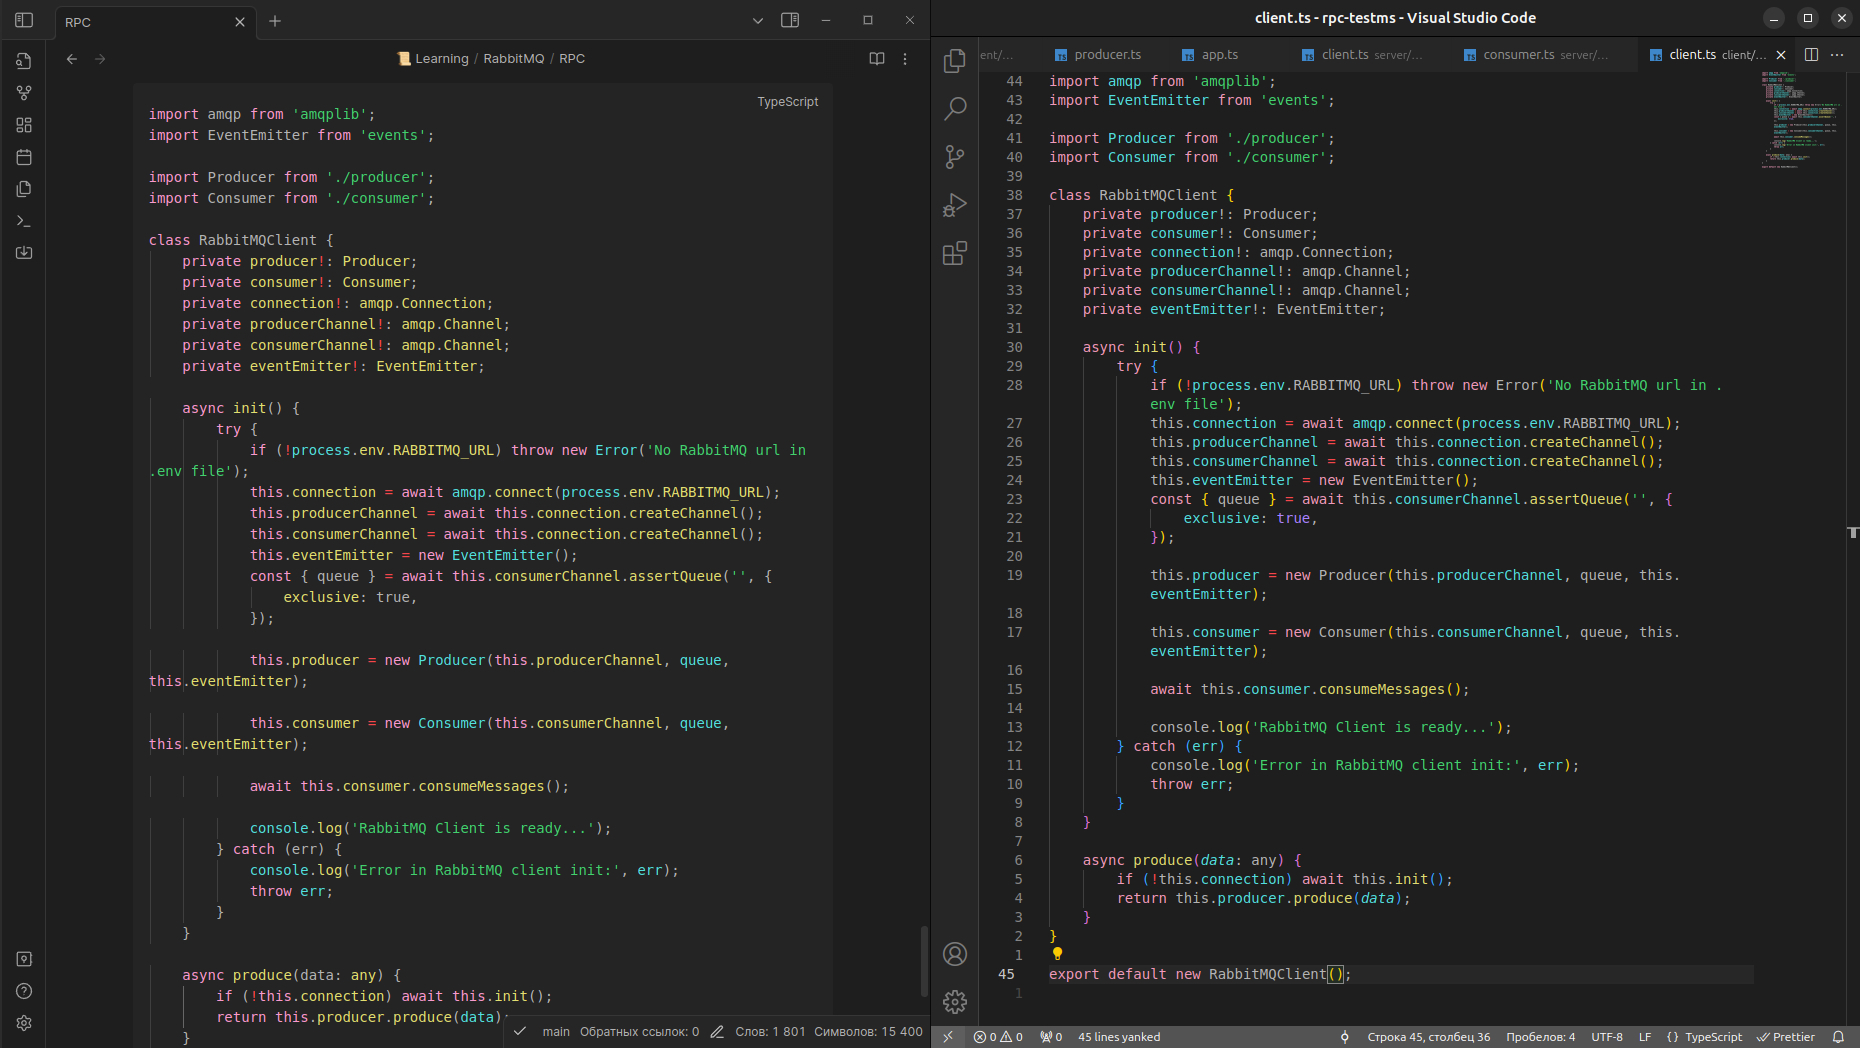 RPC
Learning / RabbitMQ / RPC
TypeScript
import amqp from 'amqplib';
import EventEmitter from 'events';
import Producer from './producer';
import Consumer from './consumer';
class RabbitMQClient {
private producer!: Producer;
private consumer!: Consumer;
private connection!: amqp.Connection;
private producerChannel!: amqp.Channel;
private consumerChannel!: amqp.Channel;
private eventEmitter!: EventEmitter;
async init() {
try {
if (!process.env.RABBITMQ_URL) throw new Error('No RabbitMQ url in
.env file');
this.connection = await amqp.connect(process.env.RABBITMQ_URL);
this.producerChannel = await this.connection.createChannel();
this.consumerChannel = await this.connection.createChannel();
this.eventEmitter = new EventEmitter();
const { queue } = await this.consumerChannel.assertQueue('', {
exclusive: true,
});
this.producer = new Producer(this.producerChannel, queue,
this.eventEmitter);
this.consumer = new Consumer(this.consumerChannel, queue,
this.eventEmitter);
await this.consumer.consumeMessages();
console.log('RabbitMQ Client is ready...');
} catch (err) {
console.log('Error in RabbitMQ client init:', err);
throw err;
}
}
async produce(data: any) {
if (!this.connection) await this.init();
return this.producer.produce(data);
}
main Обратных ссылок: 0 Слов: 1 801 Символов: 15 400
client.ts - rpc-testms - Visual Studio Code
ent/... TS producer.ts TS app.ts TS client.ts server/... TS consumer.ts server/... TS client.ts client/...
44 import amqp from 'amqplib';
43 import EventEmitter from 'events';
42
41 import Producer from './producer';
40 import Consumer from './consumer';
39
38 class RabbitMQClient {
37 private producer!: Producer;
36 private consumer!: Consumer;
35 private connection!: amqp.Connection;
34 private producerChannel!: amqp.Channel;
33 private consumerChannel!: amqp.Channel;
32 private eventEmitter!: EventEmitter;
31
30 async init() {
29 try {
28 if (!process.env.RABBITMQ_URL) throw new Error('No RabbitMQ url in .
env file');
27 this.connection = await amqp.connect(process.env.RABBITMQ_URL);
26 this.producerChannel = await this.connection.createChannel();
25 this.consumerChannel = await this.connection.createChannel();
24 this.eventEmitter = new EventEmitter();
23 const { queue } = await this.consumerChannel.assertQueue('', {
22 exclusive: true,
21 });
20
19 this.producer = new Producer(this.producerChannel, queue, this.
eventEmitter);
18
17 this.consumer = new Consumer(this.consumerChannel, queue, this.
eventEmitter);
16
15 await this.consumer.consumeMessages();
14
13 console.log('RabbitMQ Client is ready...');
12 } catch (err) {
11 console.log('Error in RabbitMQ client init:', err);
10 throw err;
9 }
8 }
7
6 async produce(data: any) {
5 if (!this.connection) await this.init();
4 return this.producer.produce(data);
3 }
2 }
1
45 export default new RabbitMQClient();
1
0 0 0 45 lines yanked Строка 45, столбец 36 Пробелов: 4 UTF-8 LF {} TypeScript Prettier